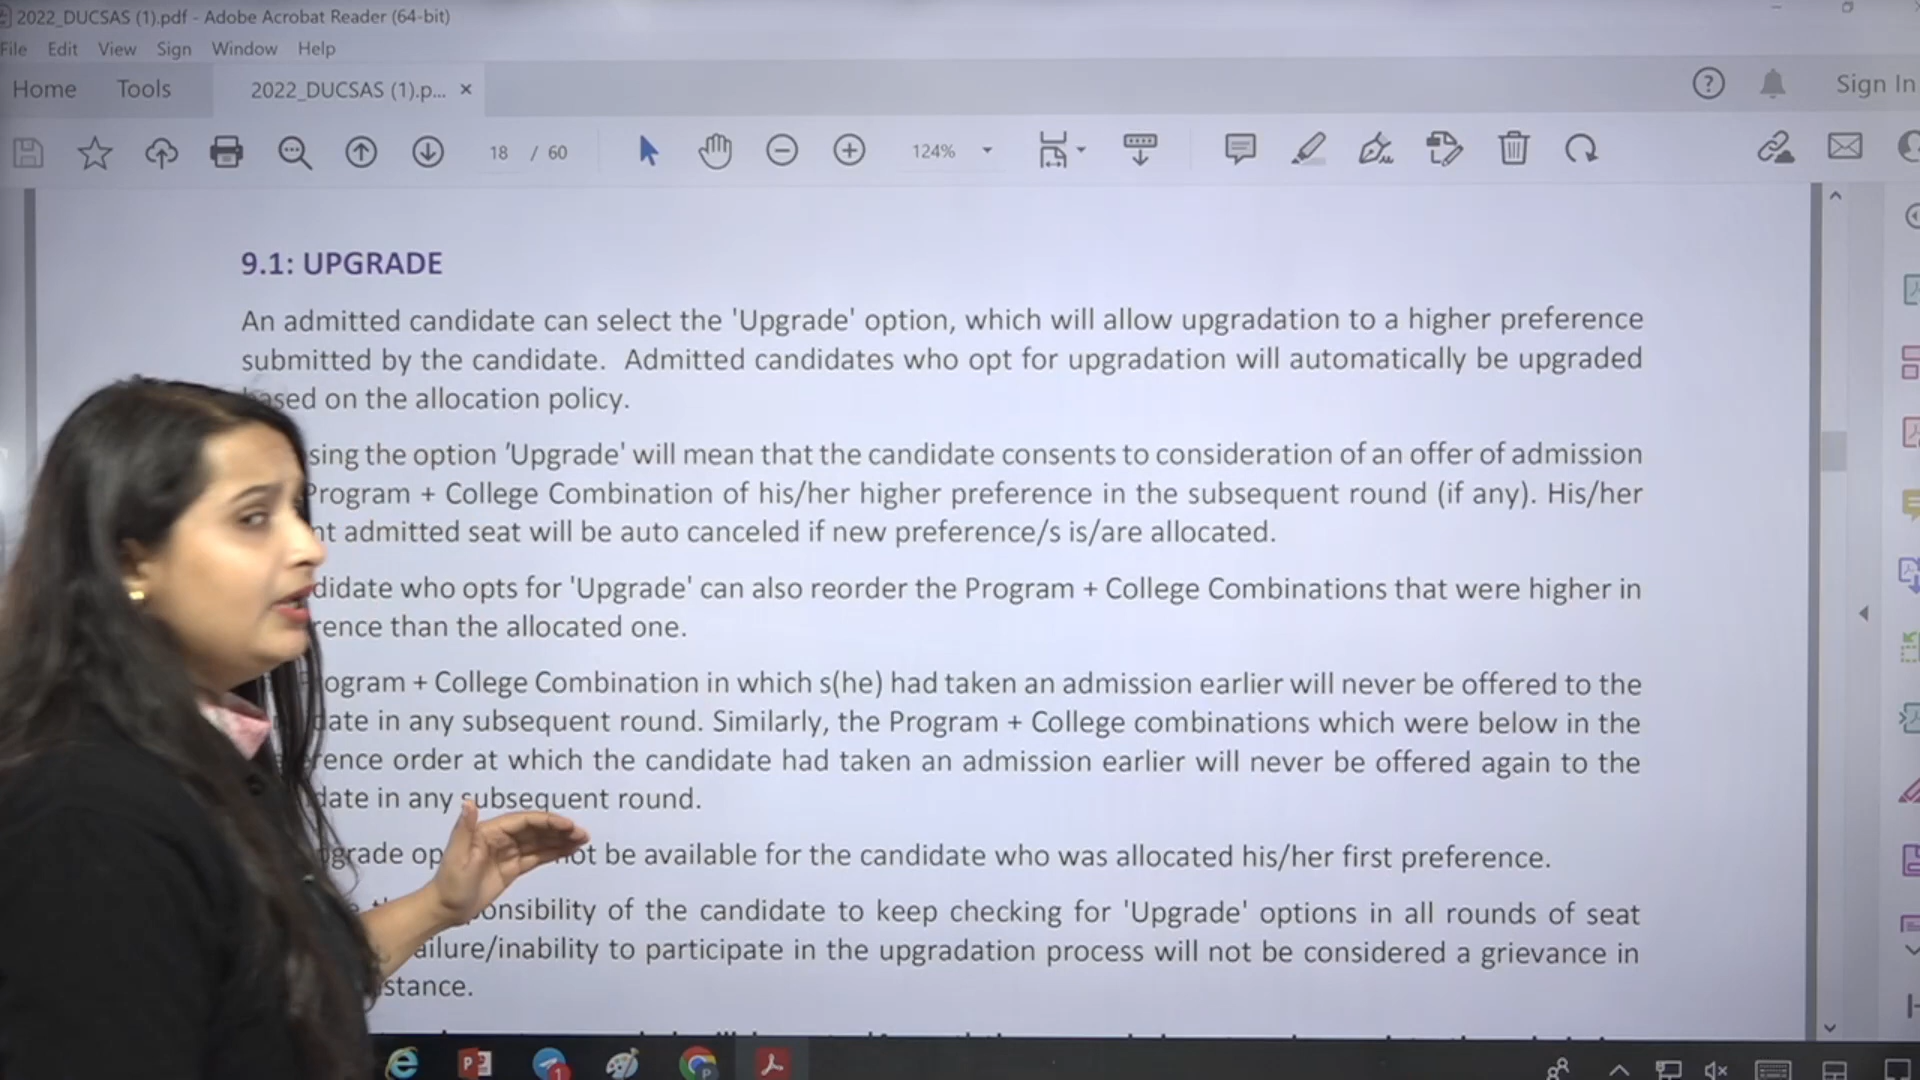 2022_DUCSAS (1).pdf - Adobe Acrobat Reader (64-bit)
File Edit View Sign Window Help
Home Tools 2022_DUCSAS (1).p... ×
Sign In
18 / 60
124%
9.1: UPGRADE
An admitted candidate can select the 'Upgrade' option, which will allow upgradation to a higher preference
submitted by the candidate. Admitted candidates who opt for upgradation will automatically be upgraded
based on the allocation policy.
sing the option 'Upgrade' will mean that the candidate consents to consideration of an offer of admission
Program + College Combination of his/her higher preference in the subsequent round (if any). His/her
nt admitted seat will be auto canceled if new preference/s is/are allocated.
didate who opts for 'Upgrade' can also reorder the Program + College Combinations that were higher in
rence than the allocated one.
rogram + College Combination in which s(he) had taken an admission earlier will never be offered to the
date in any subsequent round. Similarly, the Program + College combinations which were below in the
rence order at which the candidate had taken an admission earlier will never be offered again to the
date in any subsequent round.
grade op not be available for the candidate who was allocated his/her first preference.
onsibility of the candidate to keep checking for 'Upgrade' options in all rounds of seat
ailure/inability to participate in the upgradation process will not be considered a grievance in
stance.